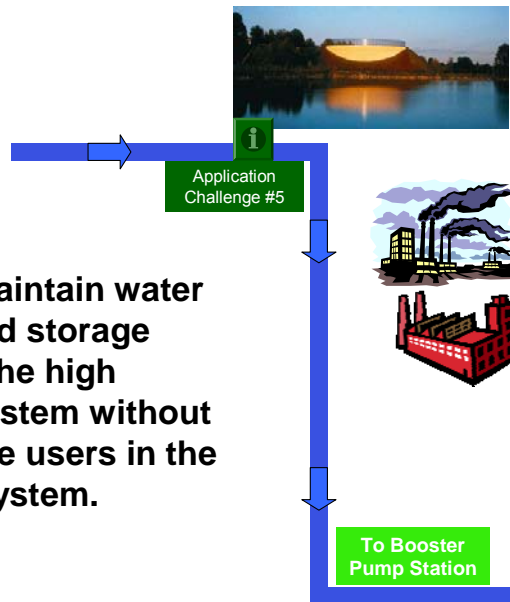 i
Application
Challenge #5
aintain water
d storage
he high
stem without
e users in the
ystem.
To Booster
Pump Station